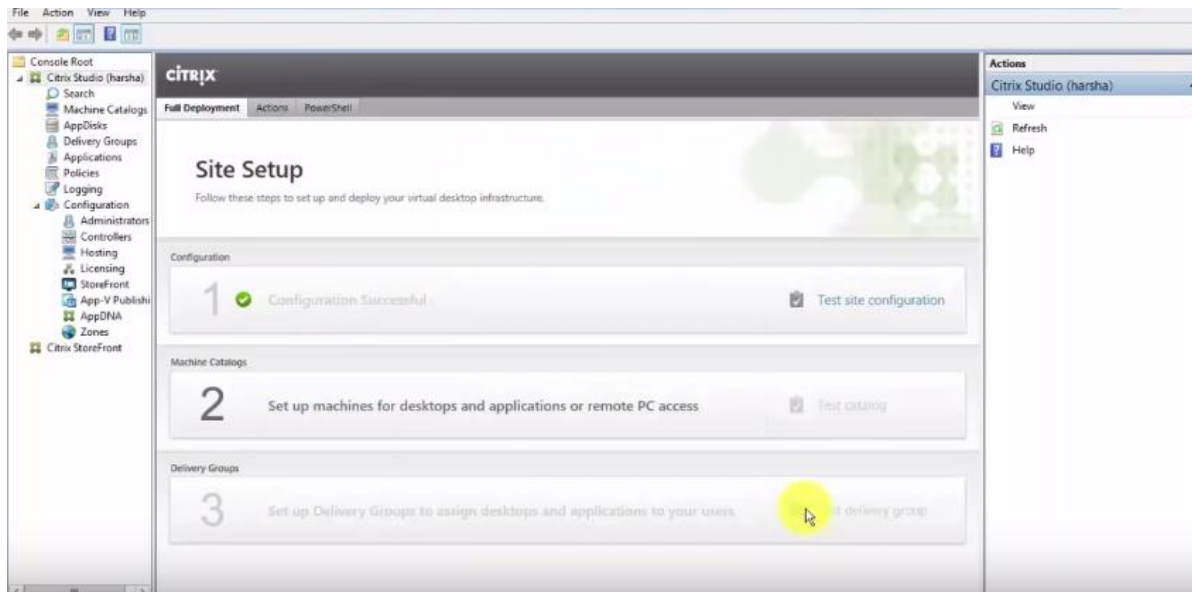 File Action View Help
Console Root
Citrix Studio (harsha)
Search
Machine Catalogs
AppDisks
Delivery Groups
Applications
Policies
Logging
Configuration
Administrators
Controllers
Hosting
Licensing
StoreFront
App-V Publishi
AppDNA
Zones
Citrix StoreFront
CİTRIX
Full Deployment Actions PowerShell
Site Setup
Follow these steps to set up and deploy your virtual desktop infrastructure.
Configuration
1 Configuration Successful Test site configuration
Machine Catalogs
2 Set up machines for desktops and applications or remote PC access Test catalog
Delivery Groups
3 Set up Delivery Groups to assign desktops and applications to your users delivery group
Actions
Citrix Studio (harsha)
View
Refresh
Help